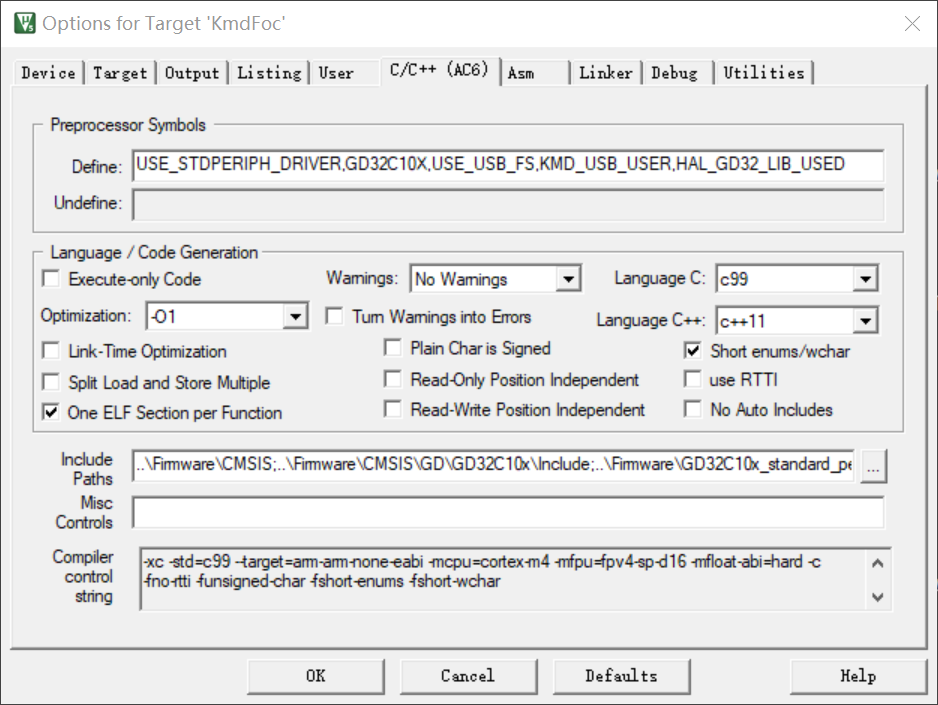 Options for Target 'KmdFoc'
Device Target Output Listing User C/C++ (AC6) Asm Linker Debug Utilities
Preprocessor Symbols
Define: USE_STDPERIPH_DRIVER,GD32C10X,USE_USB_FS,KMD_USB_USER,HAL_GD32_LIB_USED
Undefine:
Language / Code Generation
Execute-only Code Warnings: No Warnings Language C: c99
Optimization: -O1 Turn Warnings into Errors Language C++: c++11
Link-Time Optimization Plain Char is Signed Short enums/wchar
Split Load and Store Multiple Read-Only Position Independent use RTTI
One ELF Section per Function Read-Write Position Independent No Auto Includes
Include
Paths
..\Firmware\CMSIS;..\Firmware\CMSIS\GD\GD32C10x\Include;..\Firmware\GD32C10x_standard_pe
...
Misc
Controls
Compiler
control
string
-xc -std=c99 --target=arm-arm-none-eabi -mcpu=cortex-m4 -mfpu=fpv4-sp-d16 -mfloat-abi=hard -c
-fno-rtti -funsigned-char -fshort-enums -fshort-wchar
OK Cancel Defaults Help